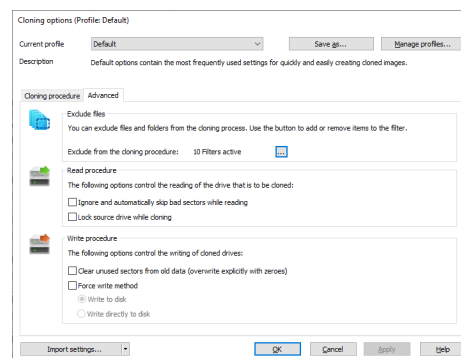 Cloning options (Profile: Default)
Current profile Default Save as... Manage profiles...
Description Default options contain the most frequently used settings for quickly and easily creating cloned images.
Cloning procedure Advanced
Exclude files
You can exclude files and folders from the cloning process. Use the button to add or remove items to the filter.
Exclude from the cloning procedure: 10 Filters active ...
Read procedure
The following options control the reading of the drive that is to be cloned:
Ignore and automatically skip bad sectors while reading
Lock source drive while cloning
Write procedure
The following options control the writing of cloned drives:
Clear unused sectors from old data (overwrite explicitly with zeroes)
Force write method
Write to disk
Write directly to disk
Import settings... OK Cancel Apply Help